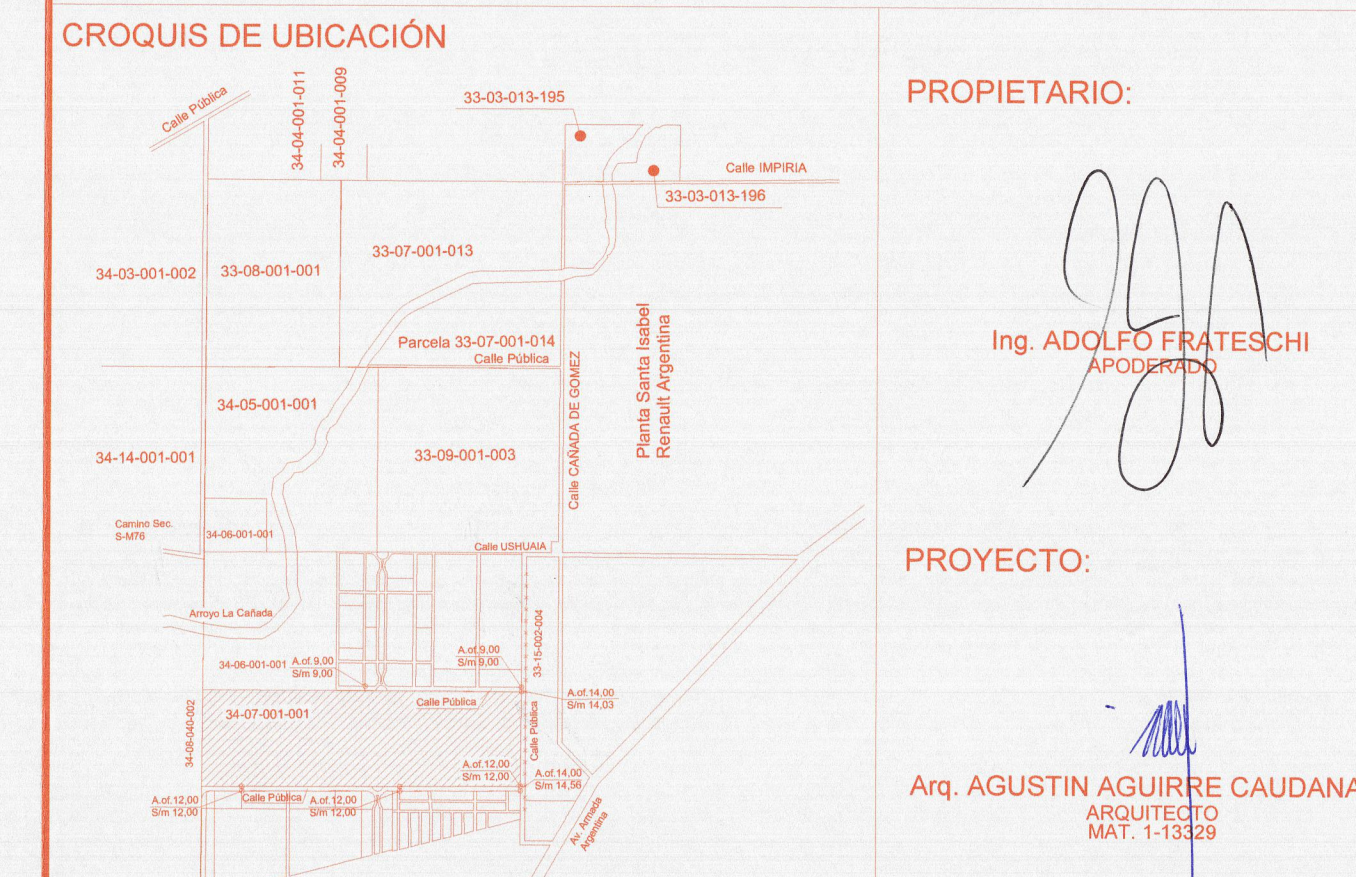 CROQUIS DE UBICACIÓN
Calle Pública
34-04-001-011
34-04-001-009
33-03-013-195
Calle IMPIRIA
33-03-013-196
34-03-001-002
33-08-001-001
33-07-001-013
Parcela 33-07-001-014
Calle Pública
Calle CAÑADA DE GOMEZ
Planta Santa Isabel
Renault Argentina
34-05-001-001
34-14-001-001
33-09-001-003
Camino Sec.
S-M76
34-06-001-001
Calle USHUAIA
Arroyo La Cañada
34-06-001-001
A.of.9,00
S/m 9,00
A.of.9,00
S/m 9,00
33-15-002-004
A.of.14,00
S/m 14,03
34-08-040-002
34-07-001-001
Calle Pública
Calle Pública
A.of.12,00
S/m 12,00
A.of.14,00
S/m 14,56
A.of.12,00
S/m 12,00
Calle Pública
A.of.12,00
S/m 12,00
Av. Armada
Argentina
PROPIETARIO:
Ing. ADOLFO FRATESCHI
APODERADO
PROYECTO:
Arq. AGUSTIN AGUIRRE CAUDANA
ARQUITECTO
MAT. 1-13329